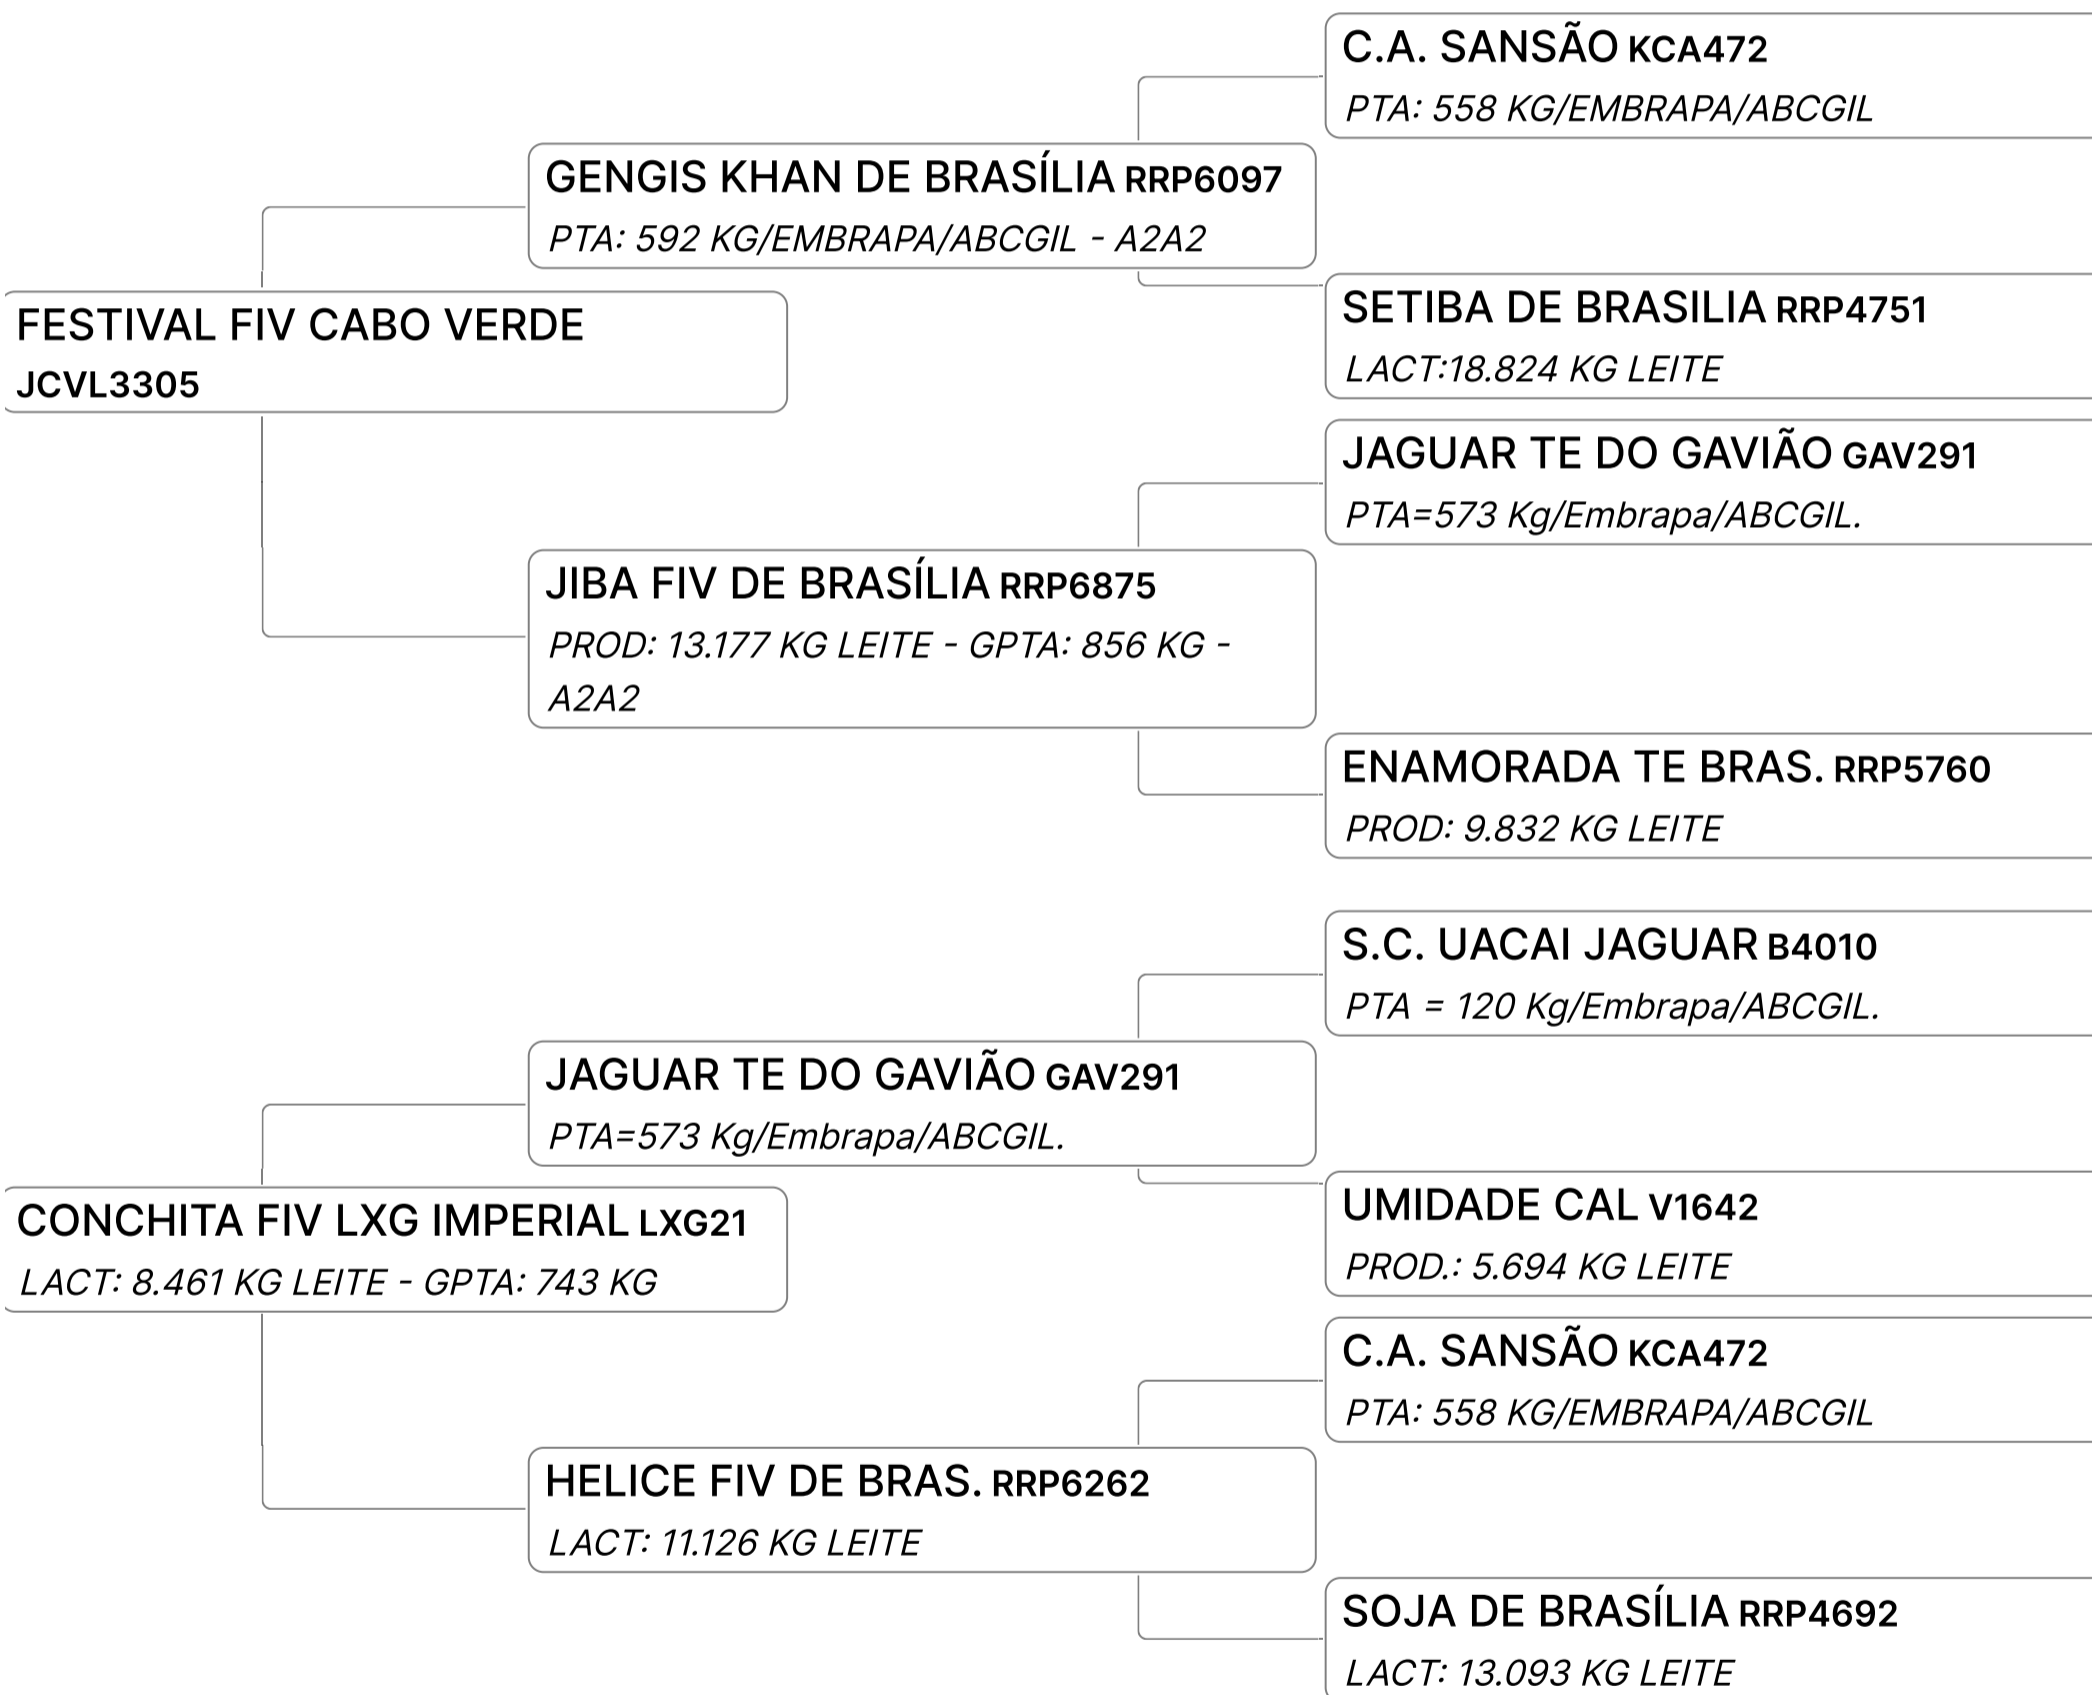 C.A. SANSÃO KCA472
PTA: 558 KG/EMBRAPA/ABCGIL
GENGIS KHAN DE BRASÍLIA RRP6097
PTA: 592 KG/EMBRAPA/ABCGIL - A2A2
SETIBA DE BRASILIA RRP4751
LACT:18.824 KG LEITE
FESTIVAL FIV CABO VERDE
JCVL3305
JAGUAR TE DO GAVIÃO GAV291
PTA=573 Kg/Embrapa/ABCGIL.
JIBA FIV DE BRASÍLIA RRP6875
PROD: 13.177 KG LEITE - GPTA: 856 KG -
A2A2
ENAMORADA TE BRAS. RRP5760
PROD: 9.832 KG LEITE
S.C. UACAI JAGUAR B4010
PTA = 120 Kg/Embrapa/ABCGIL.
JAGUAR TE DO GAVIÃO GAV291
PTA=573 Kg/Embrapa/ABCGIL.
UMIDADE CAL V1642
PROD.: 5.694 KG LEITE
CONCHITA FIV LXG IMPERIAL LXG21
LACT: 8.461 KG LEITE - GPTA: 743 KG
C.A. SANSÃO KCA472
PTA: 558 KG/EMBRAPA/ABCGIL
HELICE FIV DE BRAS. RRP6262
LACT: 11.126 KG LEITE
SOJA DE BRASÍLIA RRP4692
LACT: 13.093 KG LEITE